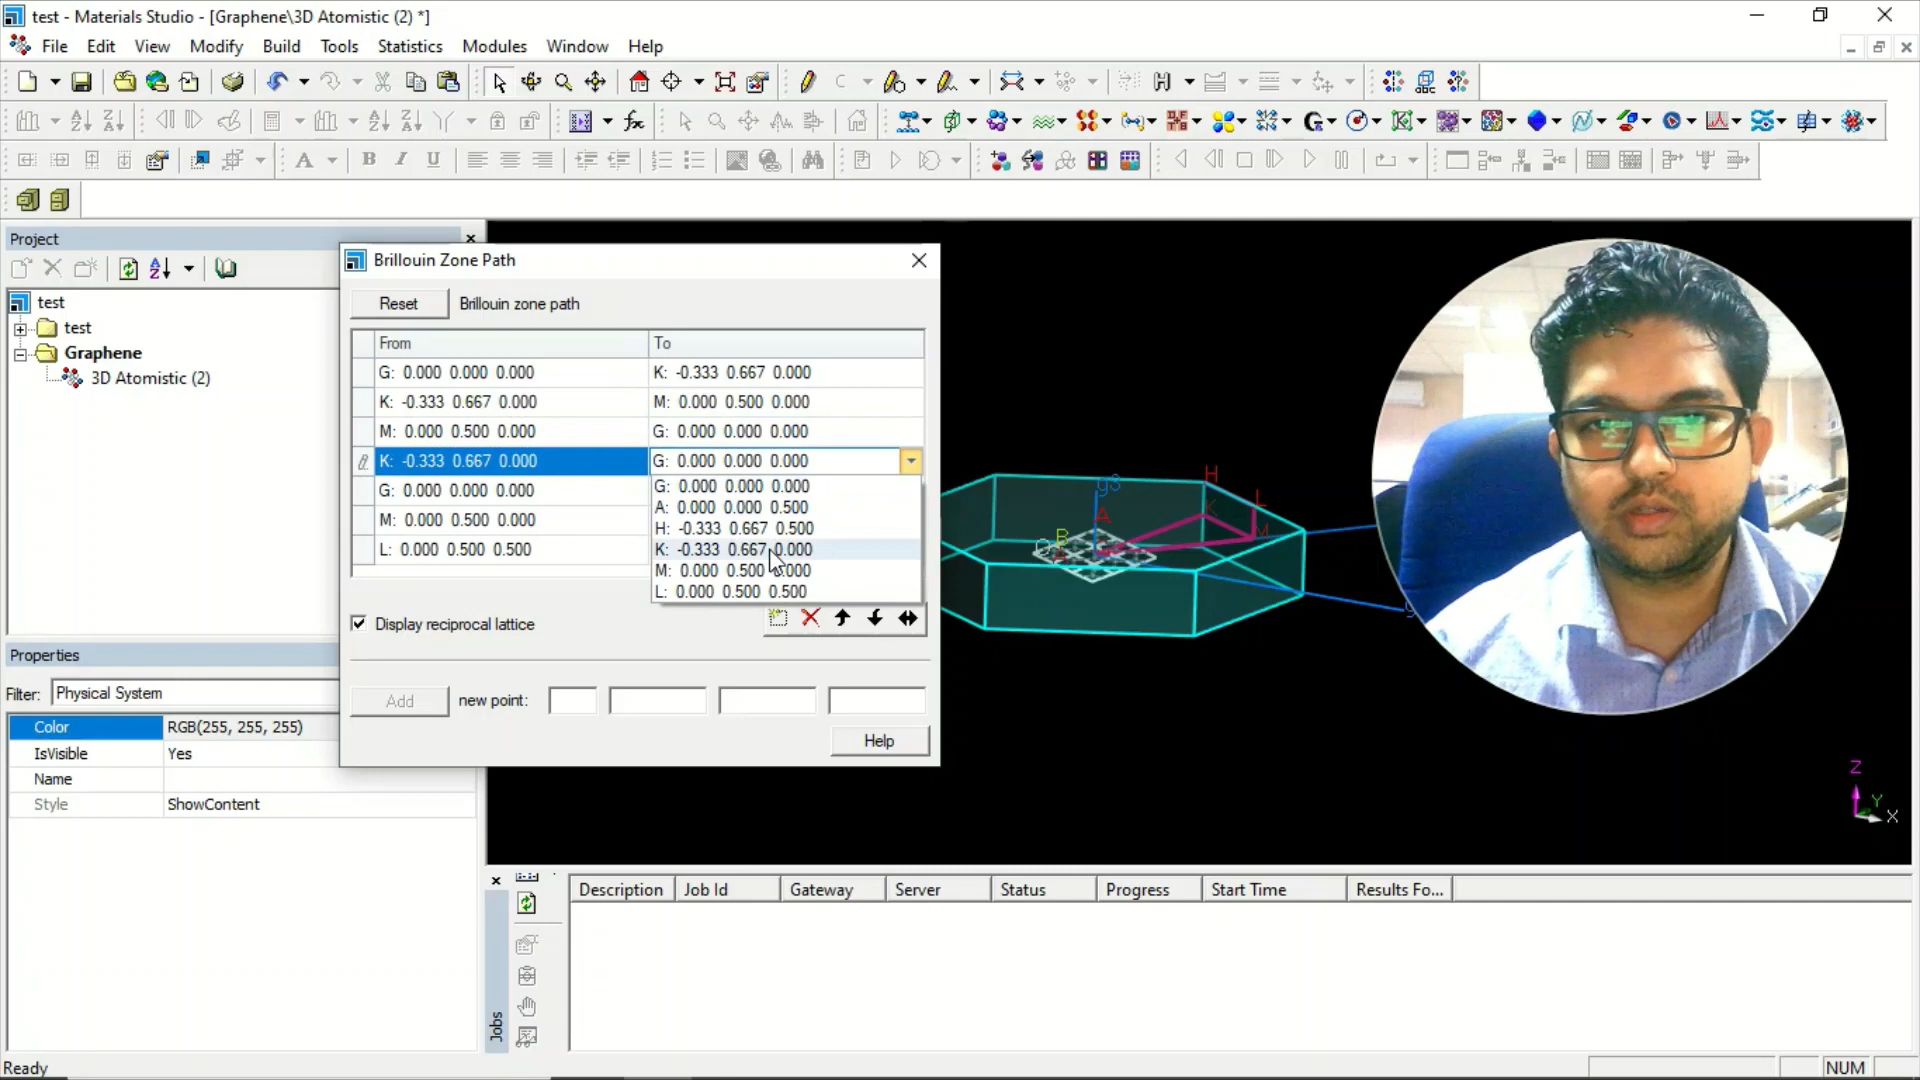 test - Materials Studio - [Graphene\3D Atomistic (2) *]
File Edit View Modify Build Tools Statistics Modules Window Help
Project
test
test
Graphene
3D Atomistic (2)
Brillouin Zone Path
Reset Brillouin zone path
From To
G: 0.000 0.000 0.000 K: -0.333 0.667 0.000
K: -0.333 0.667 0.000 M: 0.000 0.500 0.000
M: 0.000 0.500 0.000 G: 0.000 0.000 0.000
K: -0.333 0.667 0.000 G: 0.000 0.000 0.000
G: 0.000 0.000 0.000
M: 0.000 0.500 0.000
L: 0.000 0.500 0.500
G: 0.000 0.000 0.000
A: 0.000 0.000 0.500
H: -0.333 0.667 0.500
K: -0.333 0.667 0.000
M: 0.000 0.500 0.000
L: 0.000 0.500 0.500
Display reciprocal lattice
Add new point:
Help
Properties
Filter: Physical System
Color RGB(255, 255, 255)
IsVisible Yes
Name
Style ShowContent
H
g3
L
A
K
M
B
O
Z
Y
X
Jobs
Description Job Id Gateway Server Status Progress Start Time Results Fo...
Ready
NUM